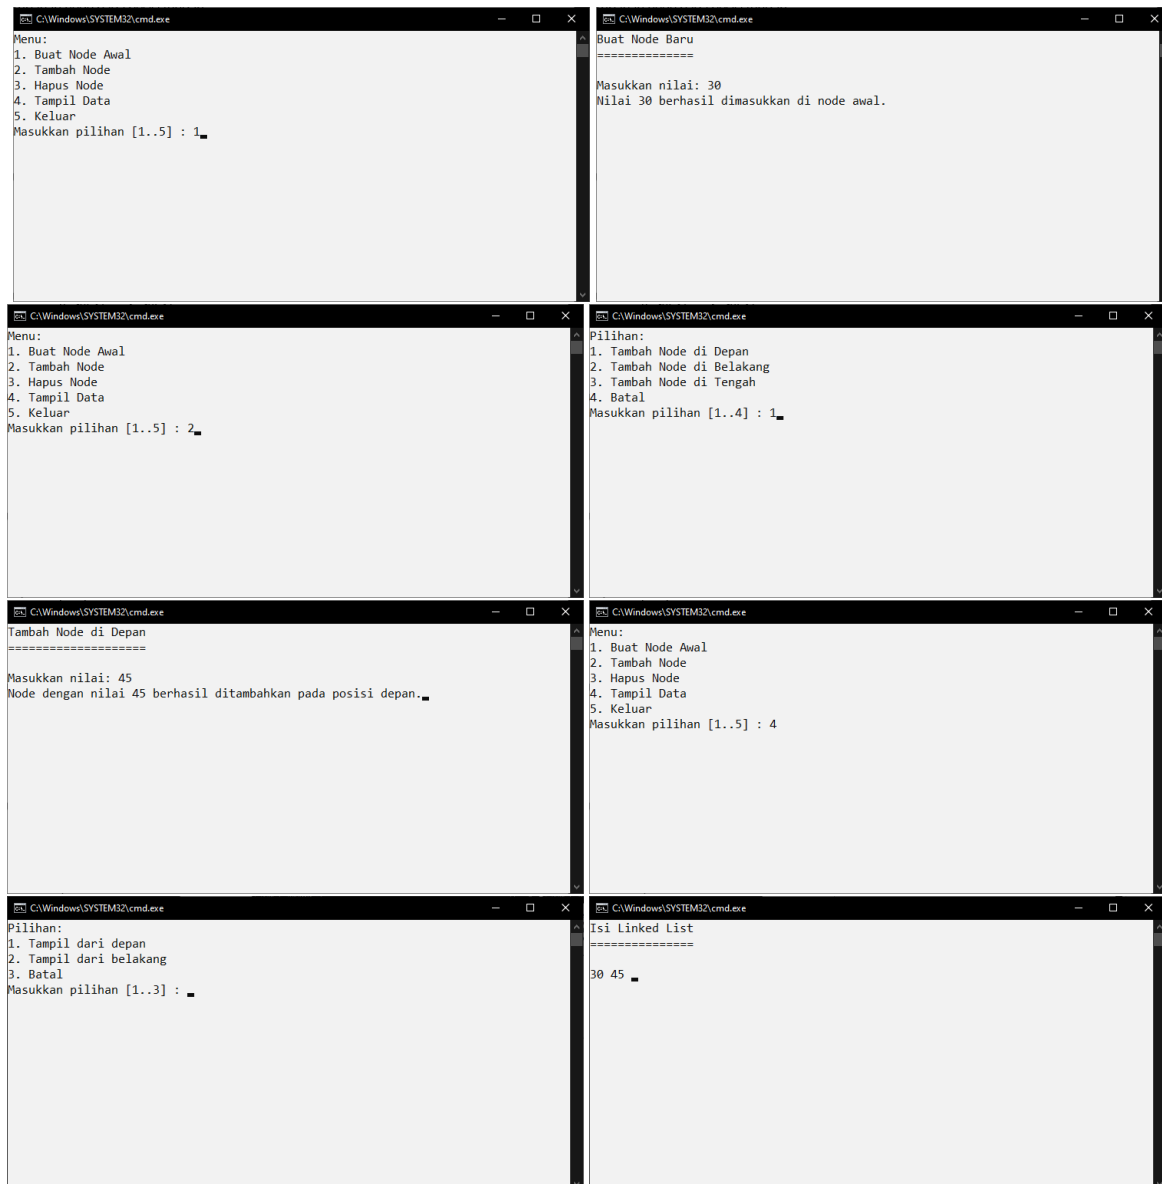 C:\Windows\SYSTEM32\cmd.exe
Menu:
1. Buat Node Awal
2. Tambah Node
3. Hapus Node
4. Tampil Data
5. Keluar
Masukkan pilihan [1..5] : 1
C:\Windows\SYSTEM32\cmd.exe
Buat Node Baru
==============
Masukkan nilai: 30
Nilai 30 berhasil dimasukkan di node awal.
C:\Windows\SYSTEM32\cmd.exe
Menu:
1. Buat Node Awal
2. Tambah Node
3. Hapus Node
4. Tampil Data
5. Keluar
Masukkan pilihan [1..5] : 2
C:\Windows\SYSTEM32\cmd.exe
Pilihan:
1. Tambah Node di Depan
2. Tambah Node di Belakang
3. Tambah Node di Tengah
4. Batal
Masukkan pilihan [1..4] : 1
C:\Windows\SYSTEM32\cmd.exe
Tambah Node di Depan
====================
Masukkan nilai: 45
Node dengan nilai 45 berhasil ditambahkan pada posisi depan.
C:\Windows\SYSTEM32\cmd.exe
Menu:
1. Buat Node Awal
2. Tambah Node
3. Hapus Node
4. Tampil Data
5. Keluar
Masukkan pilihan [1..5] : 4
C:\Windows\SYSTEM32\cmd.exe
Pilihan:
1. Tampil dari depan
2. Tampil dari belakang
3. Batal
Masukkan pilihan [1..3] :
C:\Windows\SYSTEM32\cmd.exe
Isi Linked List
===============
30 45